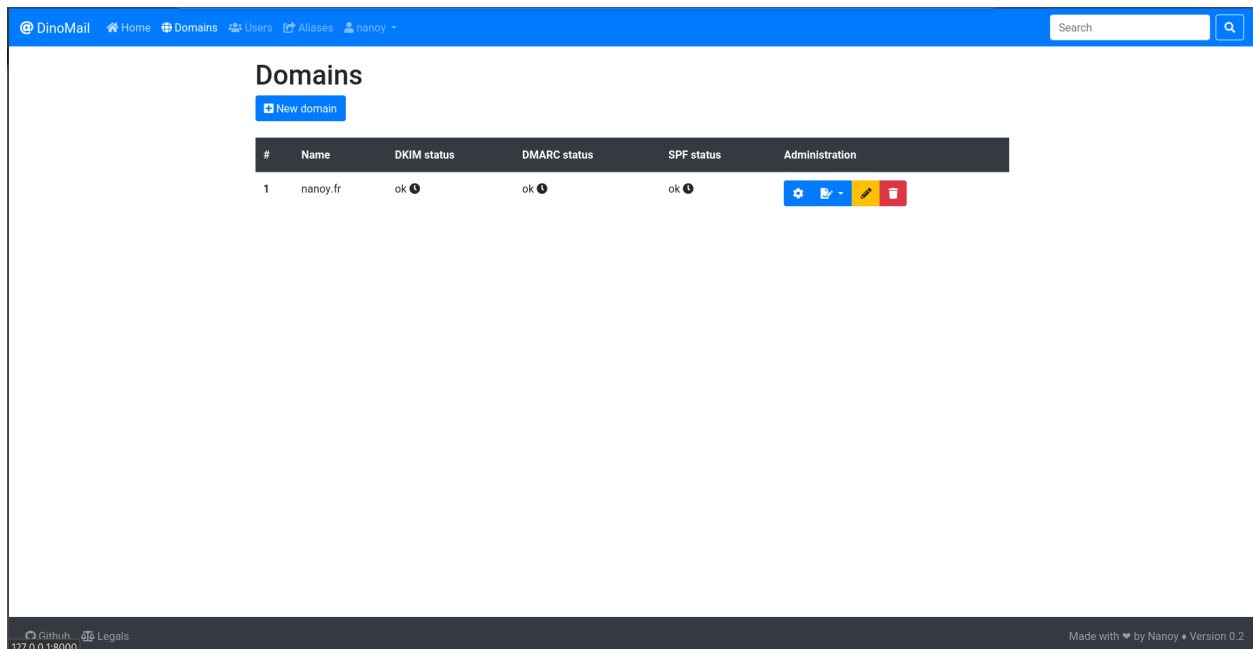 @ DinoMail Home Domains Users Aliases nanoy Search
Domains
New domain
# Name DKIM status DMARC status SPF status Administration
1 nanoy.fr ok ok ok
Github Legals Made with ❤ by Nanoy ♦ Version 0.2
127.0.0.1:8000